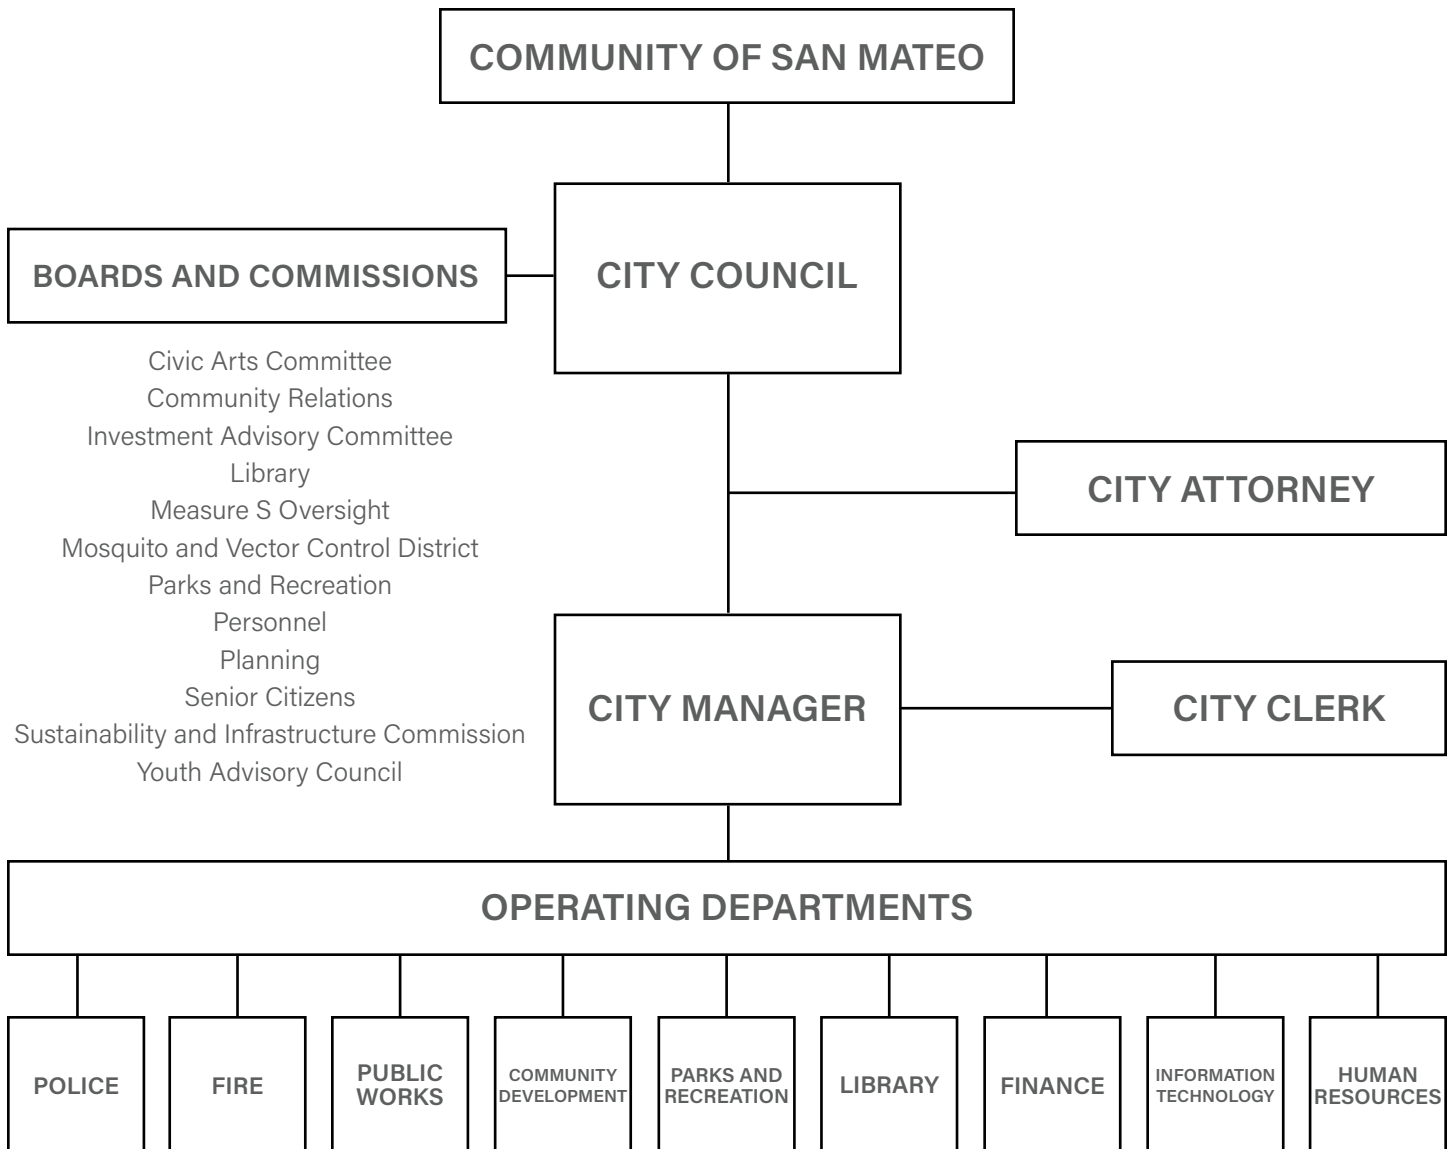 COMMUNITY OF SAN MATEO
CITY COUNCIL
BOARDS AND COMMISSIONS
Civic Arts Committee
Community Relations
Investment Advisory Committee
Library
Measure S Oversight
Mosquito and Vector Control District
Parks and Recreation
Personnel
Planning
Senior Citizens
Sustainability and Infrastructure Commission
Youth Advisory Council
CITY ATTORNEY
CITY MANAGER
CITY CLERK
OPERATING DEPARTMENTS
POLICE
FIRE
PUBLIC
WORKS
COMMUNITY
DEVELOPMENT
PARKS AND
RECREATION
LIBRARY
FINANCE
INFORMATION
TECHNOLOGY
HUMAN
RESOURCES